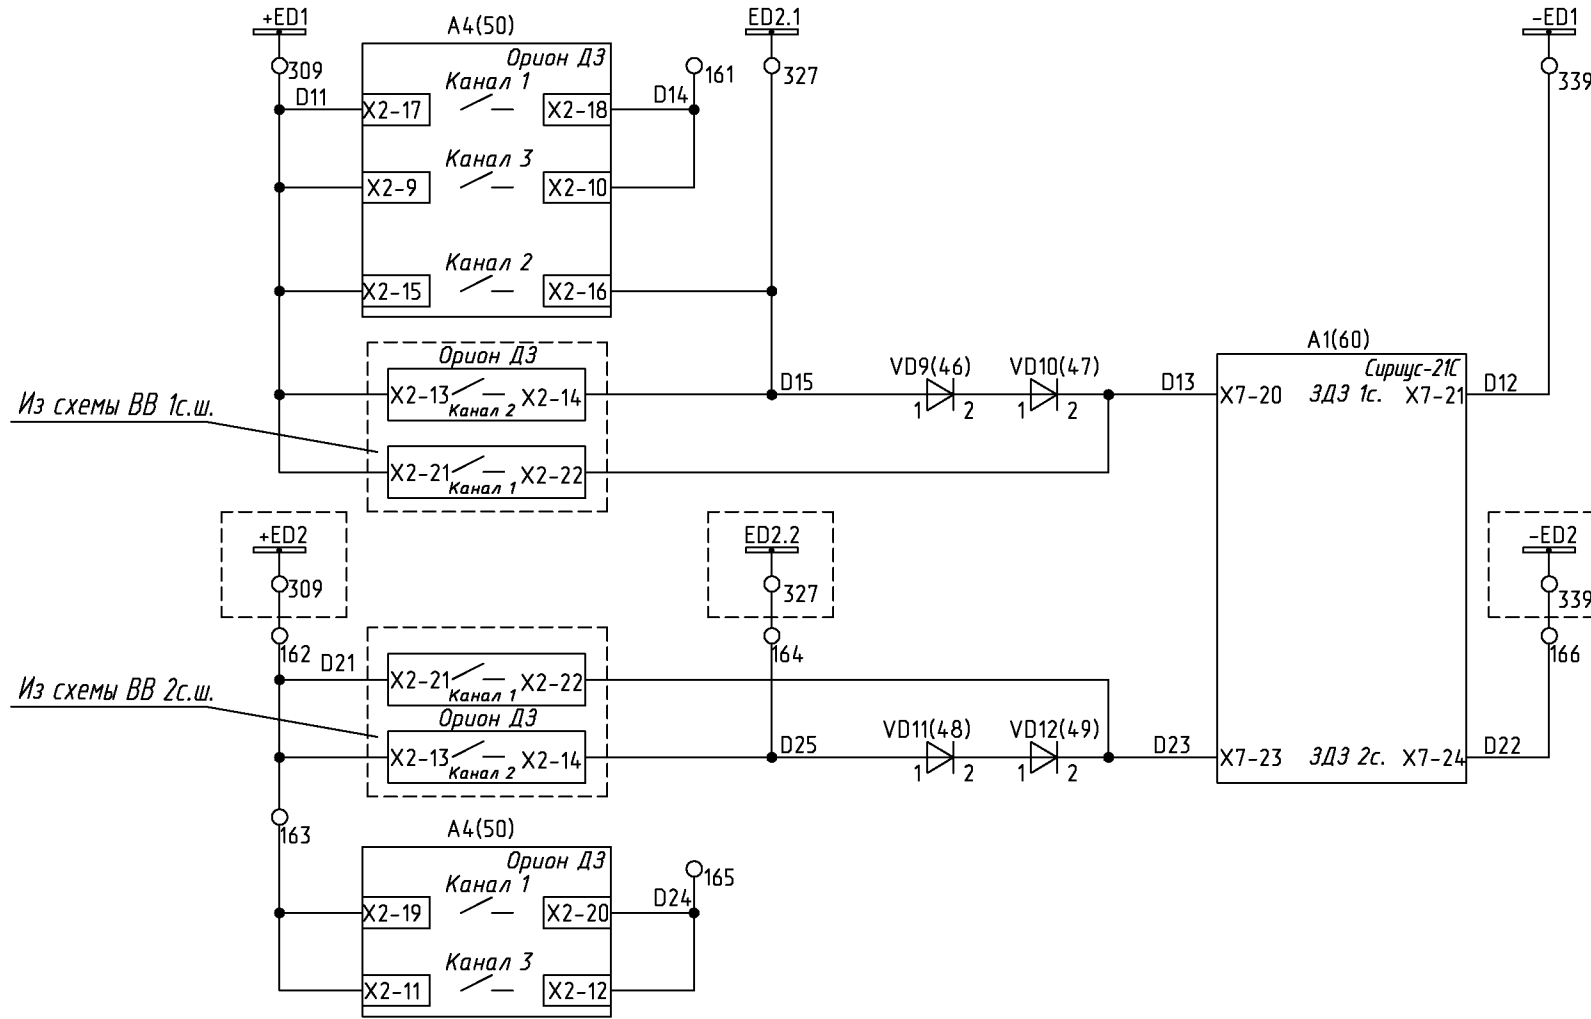 +ED1
A4(50)
ED2.1
-ED1
309
Орион ДЗ
161
327
339
D11
Канал 1
D14
X2-17
X2-18
Канал 3
X2-9
X2-10
Канал 2
X2-15
X2-16
A1(60)
Орион ДЗ
VD9(46)
VD10(47)
Сириус-21С
Из схемы ВВ 1с.ш.
X2-13
Канал 2
X2-14
D15
1
2
1
2
D13
X7-20
ЗДЗ 1с.
X7-21
D12
X2-21
Канал 1
X2-22
+ED2
ED2.2
-ED2
309
327
339
162
164
166
D21
X2-21
Канал 1
X2-22
Из схемы ВВ 2с.ш.
Орион ДЗ
VD11(48)
VD12(49)
X2-13
Канал 2
X2-14
D25
1
2
1
2
D23
X7-23
ЗДЗ 2с.
X7-24
D22
163
A4(50)
Орион ДЗ
165
Канал 1
D24
X2-19
X2-20
Канал 3
X2-11
X2-12